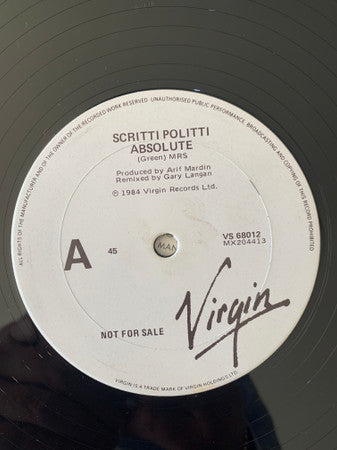 ALL RIGHTS OF THE MANUFACTURER AND OF THE OWNER OF THE RECORDED WORK RESERVED. UNAUTHORISED PUBLIC PERFORMANCE, BROADCASTING AND COPYING OF THIS RECORD PROHIBITED
SCRITTI POLITTI
ABSOLUTE
(Green) MRS
Produced by Arif Mardin
Remixed by Gary Langan
℗ 1984 Virgin Records Ltd.
A
45
MAN
VS 68012
MX204413
NOT FOR SALE
Virgin
VIRGIN IS A TRADE MARK OF VIRGIN HOLDINGS LTD.